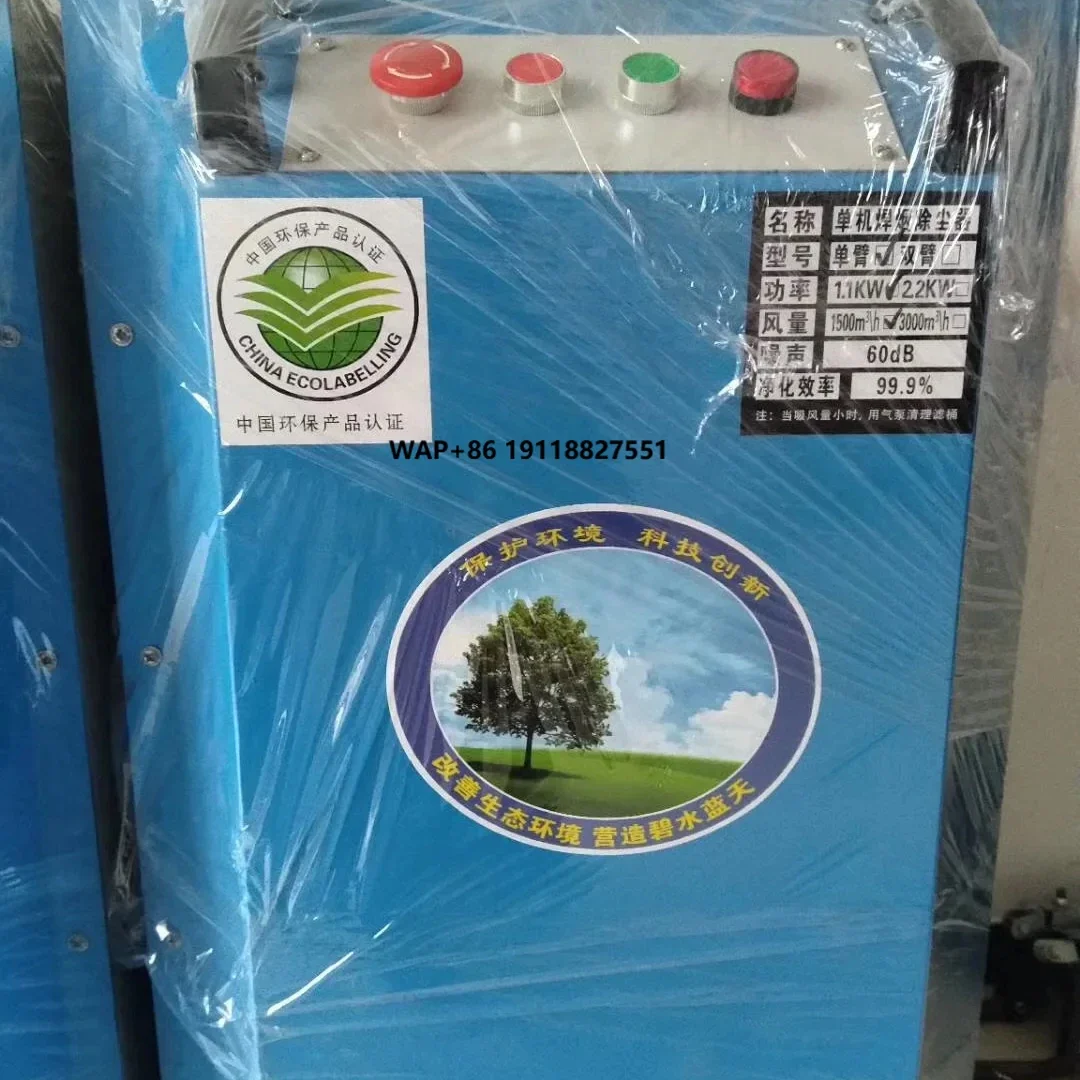 中国环保产品认证
CHINA ECOLABELLING
中国环保产品认证
名称 单机焊烟除尘器
型号 单臂 双臂
功率 1.1KW 2.2KW
风量 1500m³\h 3000m³\h
噪声 60dB
净化效率 99.9%
注：当吸风量小时，用气泵清理滤桶
WAP+86 19118827551
保护环境 科技创新
改善生态环境 营造碧水蓝天